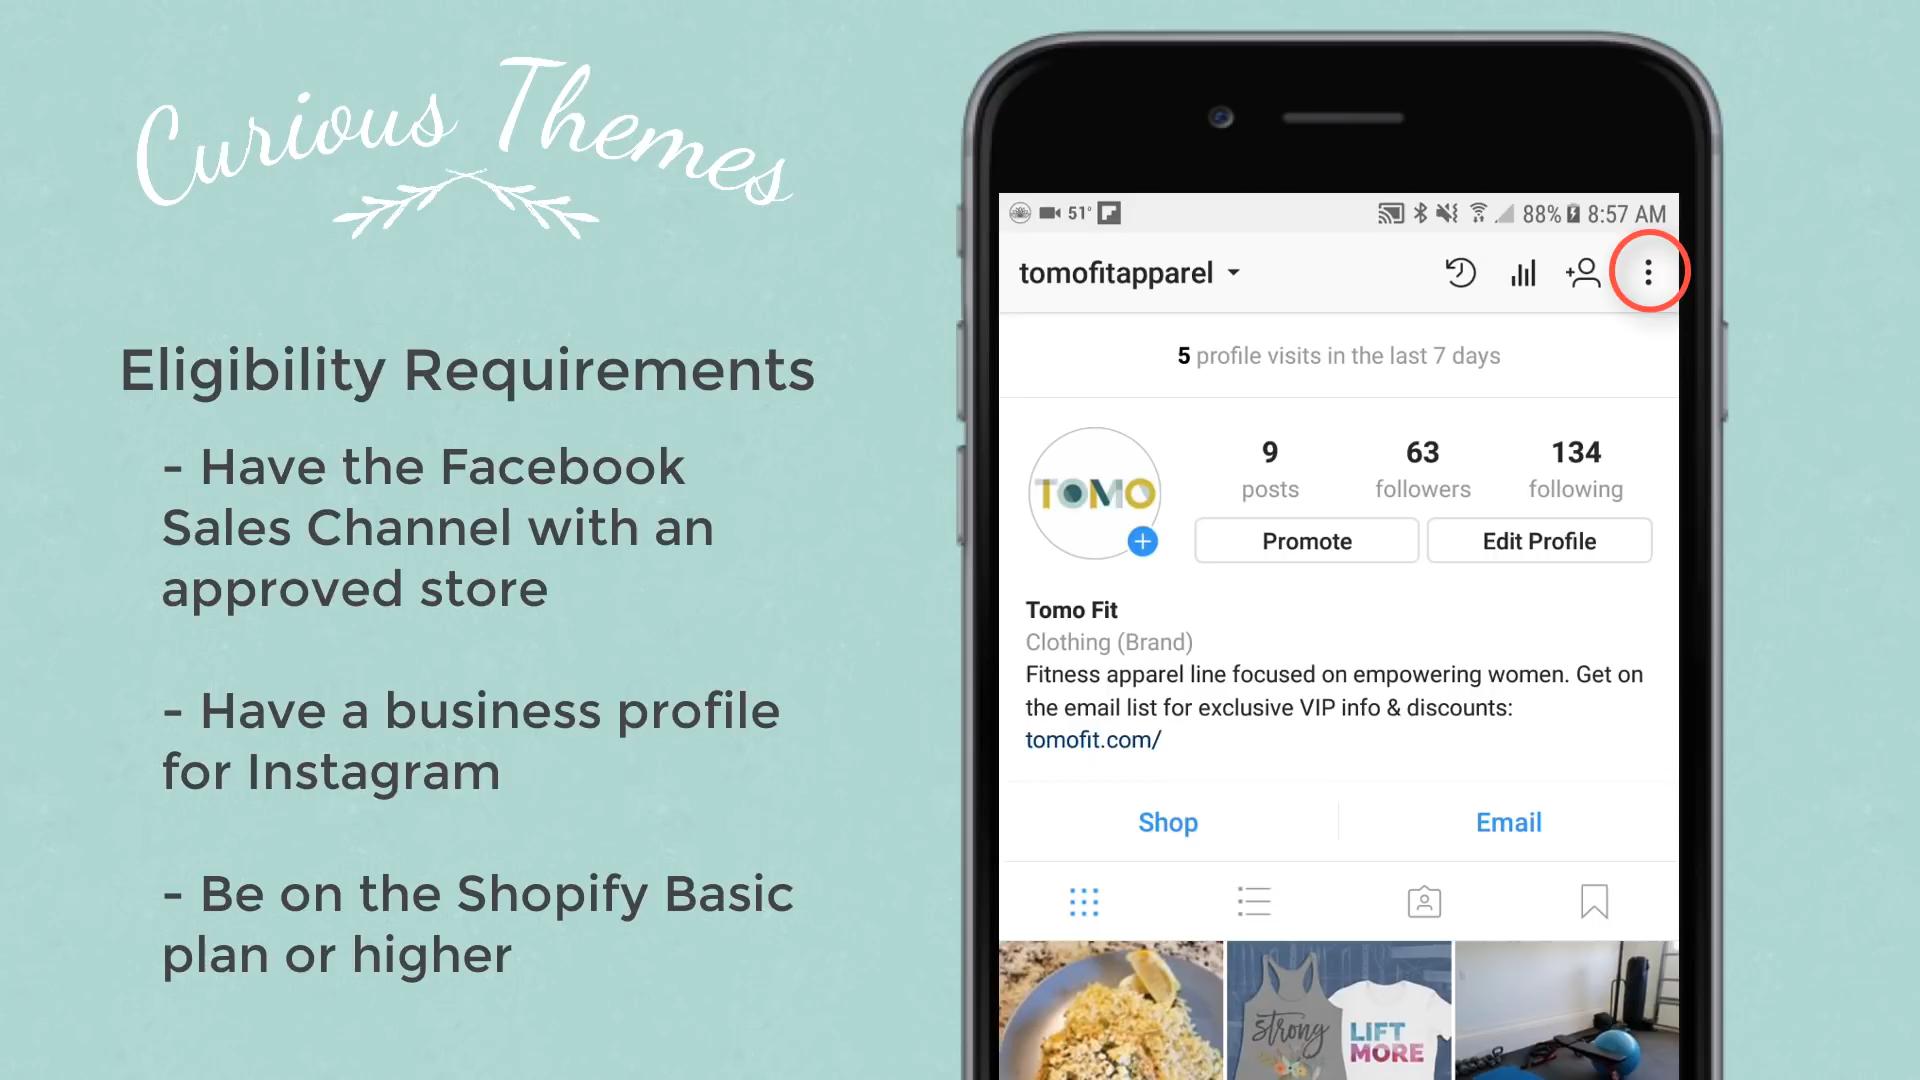 Curious Themes
Eligibility Requirements
- Have the Facebook
Sales Channel with an
approved store
- Have a business profile
for Instagram
- Be on the Shopify Basic
plan or higher
51° 88% 8:57 AM
tomofitapparel
5 profile visits in the last 7 days
TOMO
9 63 134
posts followers following
Promote Edit Profile
Tomo Fit
Clothing (Brand)
Fitness apparel line focused on empowering women. Get on
the email list for exclusive VIP info & discounts:
tomofit.com/
Shop Email
strong
LIFT
MORE